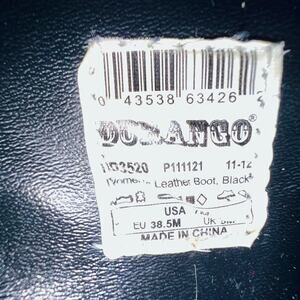 0 43538 63426
DURANGO®
RD3520 P111121 11-12
Women's Leather Boot, Black
USA
EU 38.5M UK
MADE IN CHINA